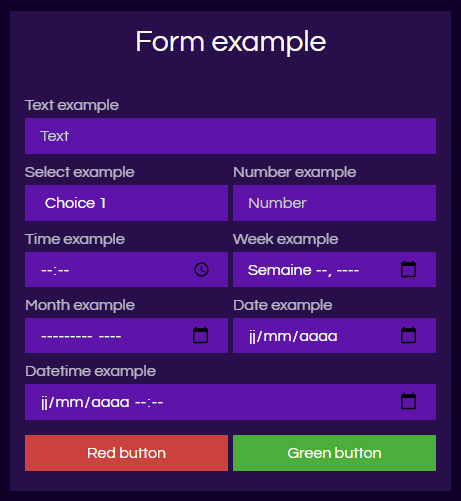 Form example
Text example
Text
Select example
Number example
Choice 1
Number
Time example
Week example
--:--
Semaine --, ----
Month example
Date example
--------- ----
jj/mm/aaaa
Datetime example
jj/mm/aaaa --:--
Red button
Green button